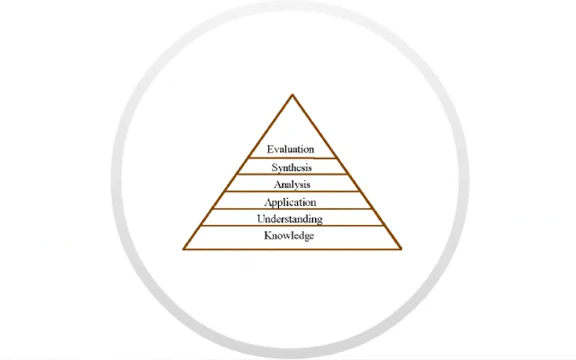 Evaluation
Synthesis
Analysis
Application
Understanding
Knowledge